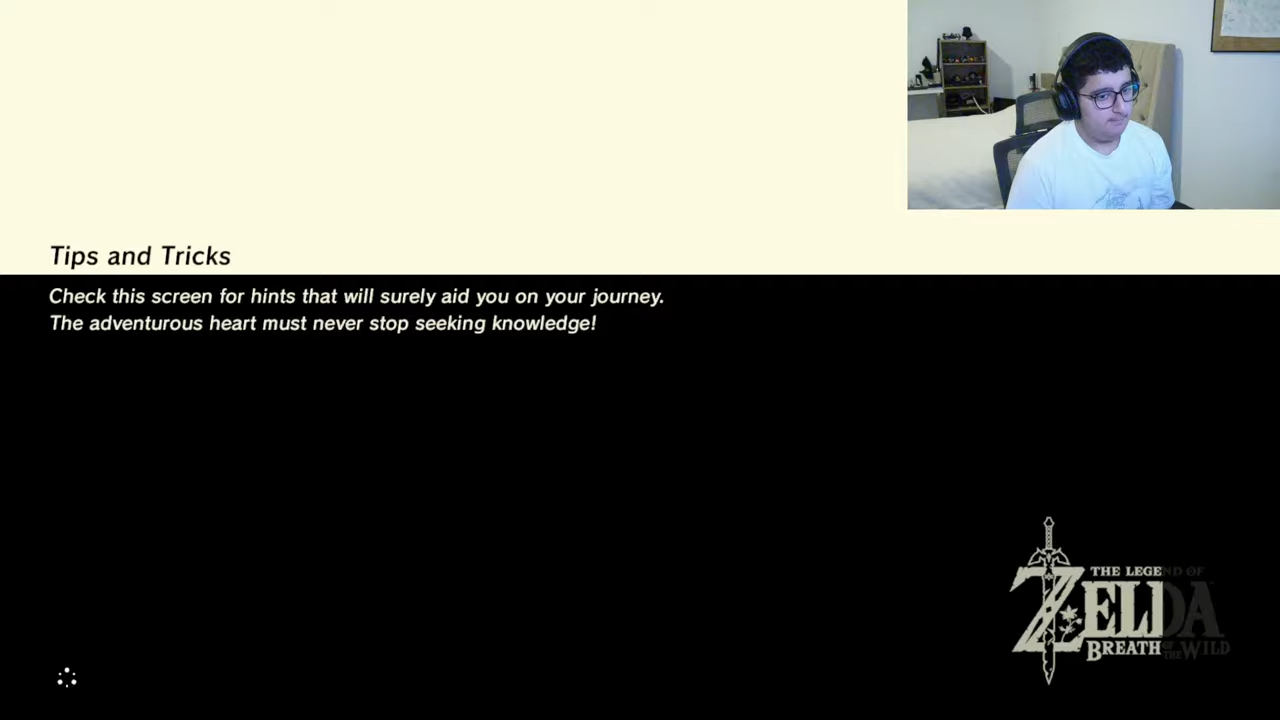 Tips and Tricks
Check this screen for hints that will surely aid you on your journey.
The adventurous heart must never stop seeking knowledge!
THE LEGEND OF
ZELDA
BREATH OF THE WILD